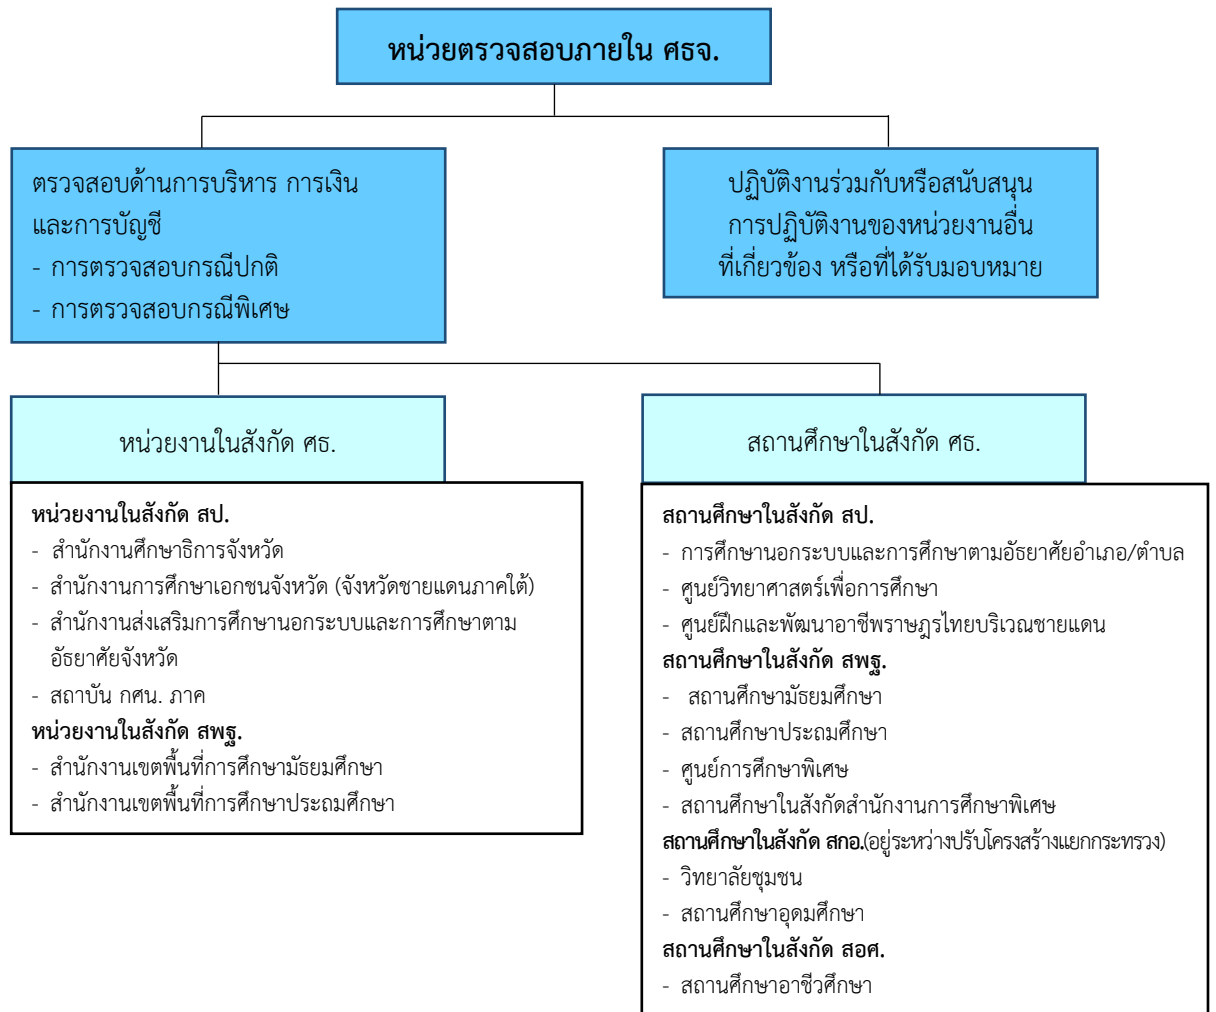 หน่วยตรวจสอบภายใน ศธจ.
ตรวจสอบด้านการบริหาร การเงิน
และการบัญชี
- การตรวจสอบกรณีปกติ
- การตรวจสอบกรณีพิเศษ
ปฏิบัติงานร่วมกับหรือสนับสนุน
การปฏิบัติงานของหน่วยงานอื่น
ที่เกี่ยวข้อง หรือที่ได้รับมอบหมาย
หน่วยงานในสังกัด ศธ.
หน่วยงานในสังกัด สป.
- สำนักงานศึกษาธิการจังหวัด
- สำนักงานการศึกษาเอกชนจังหวัด (จังหวัดชายแดนภาคใต้)
- สำนักงานส่งเสริมการศึกษานอกระบบและการศึกษาตาม
อัธยาศัยจังหวัด
- สถาบัน กศน. ภาค
หน่วยงานในสังกัด สพฐ.
- สำนักงานเขตพื้นที่การศึกษามัธยมศึกษา
- สำนักงานเขตพื้นที่การศึกษาประถมศึกษา
สถานศึกษาในสังกัด ศธ.
สถานศึกษาในสังกัด สป.
- การศึกษานอกระบบและการศึกษาตามอัธยาศัยอำเภอ/ตำบล
- ศูนย์วิทยาศาสตร์เพื่อการศึกษา
- ศูนย์ฝึกและพัฒนาอาชีพราษฎรไทยบริเวณชายแดน
สถานศึกษาในสังกัด สพฐ.
- สถานศึกษามัธยมศึกษา
- สถานศึกษาประถมศึกษา
- ศูนย์การศึกษาพิเศษ
- สถานศึกษาในสังกัดสำนักงานการศึกษาพิเศษ
สถานศึกษาในสังกัด สกอ.(อยู่ระหว่างปรับโครงสร้างแยกกระทรวง)
- วิทยาลัยชุมชน
- สถานศึกษาอุดมศึกษา
สถานศึกษาในสังกัด สอศ.
- สถานศึกษาอาชีวศึกษา